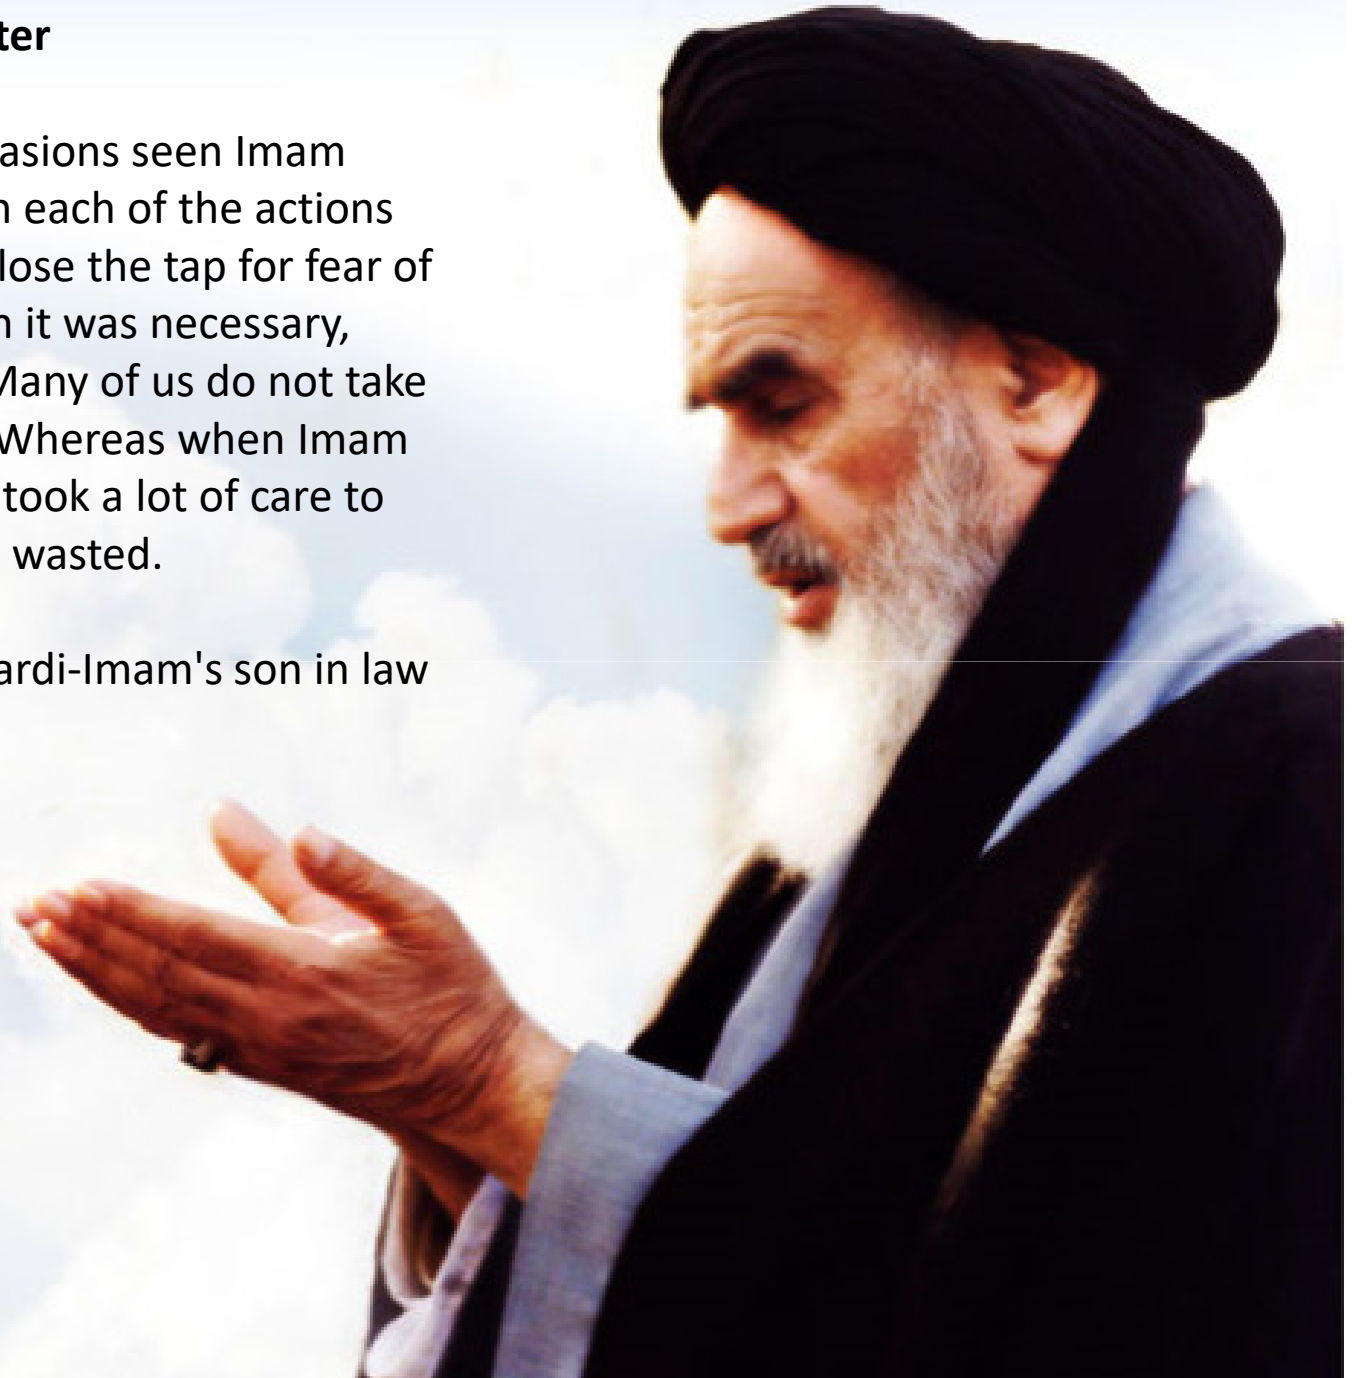 ter
asions seen Imam
n each of the actions
lose the tap for fear of
n it was necessary,
Many of us do not take
Whereas when Imam
took a lot of care to
wasted.
ardi-Imam's son in law